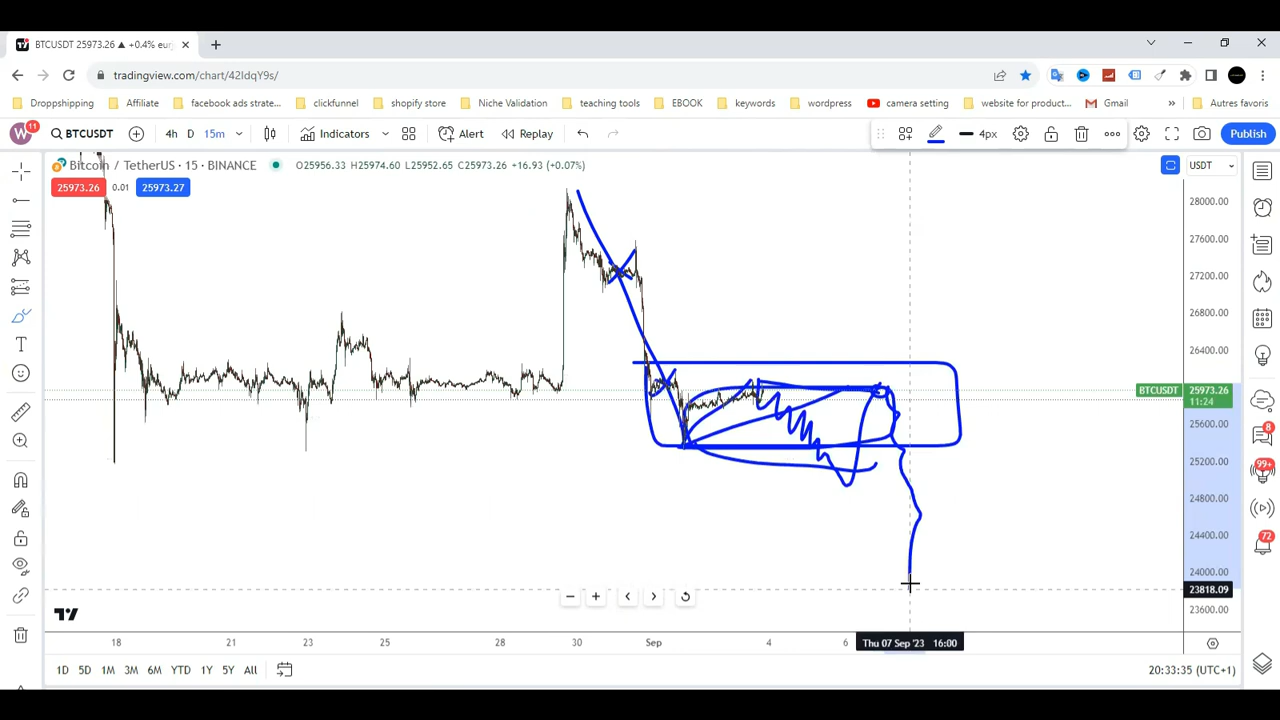 BTCUSDT 25973.26 ▲ +0.4% eurj
tradingview.com/chart/42ldqY9s/
Droppshipping Affiliate facebook ads strate... clickfunnel shopify store Niche Validation teaching tools EBOOK keywords wordpress camera setting website for product... Gmail » Autres favoris
W 11 BTCUSDT 4h D 15m Indicators Alert Replay 4px Publish
Bitcoin / TetherUS · 15 · BINANCE O25956.33 H25974.60 L25952.65 C25973.26 +16.93 (+0.07%) USDT
25973.26 0.01 25973.27
28000.00
27600.00
27200.00
26800.00
26400.00
BTCUSDT 25973.26
11:24
25600.00
25200.00
24800.00
24400.00
24000.00
23818.09
23600.00
8
99+
72
18 21 23 25 28 30 Sep 4 6 Thu 07 Sep '23 16:00
1D 5D 1M 3M 6M YTD 1Y 5Y All 20:33:35 (UTC+1)